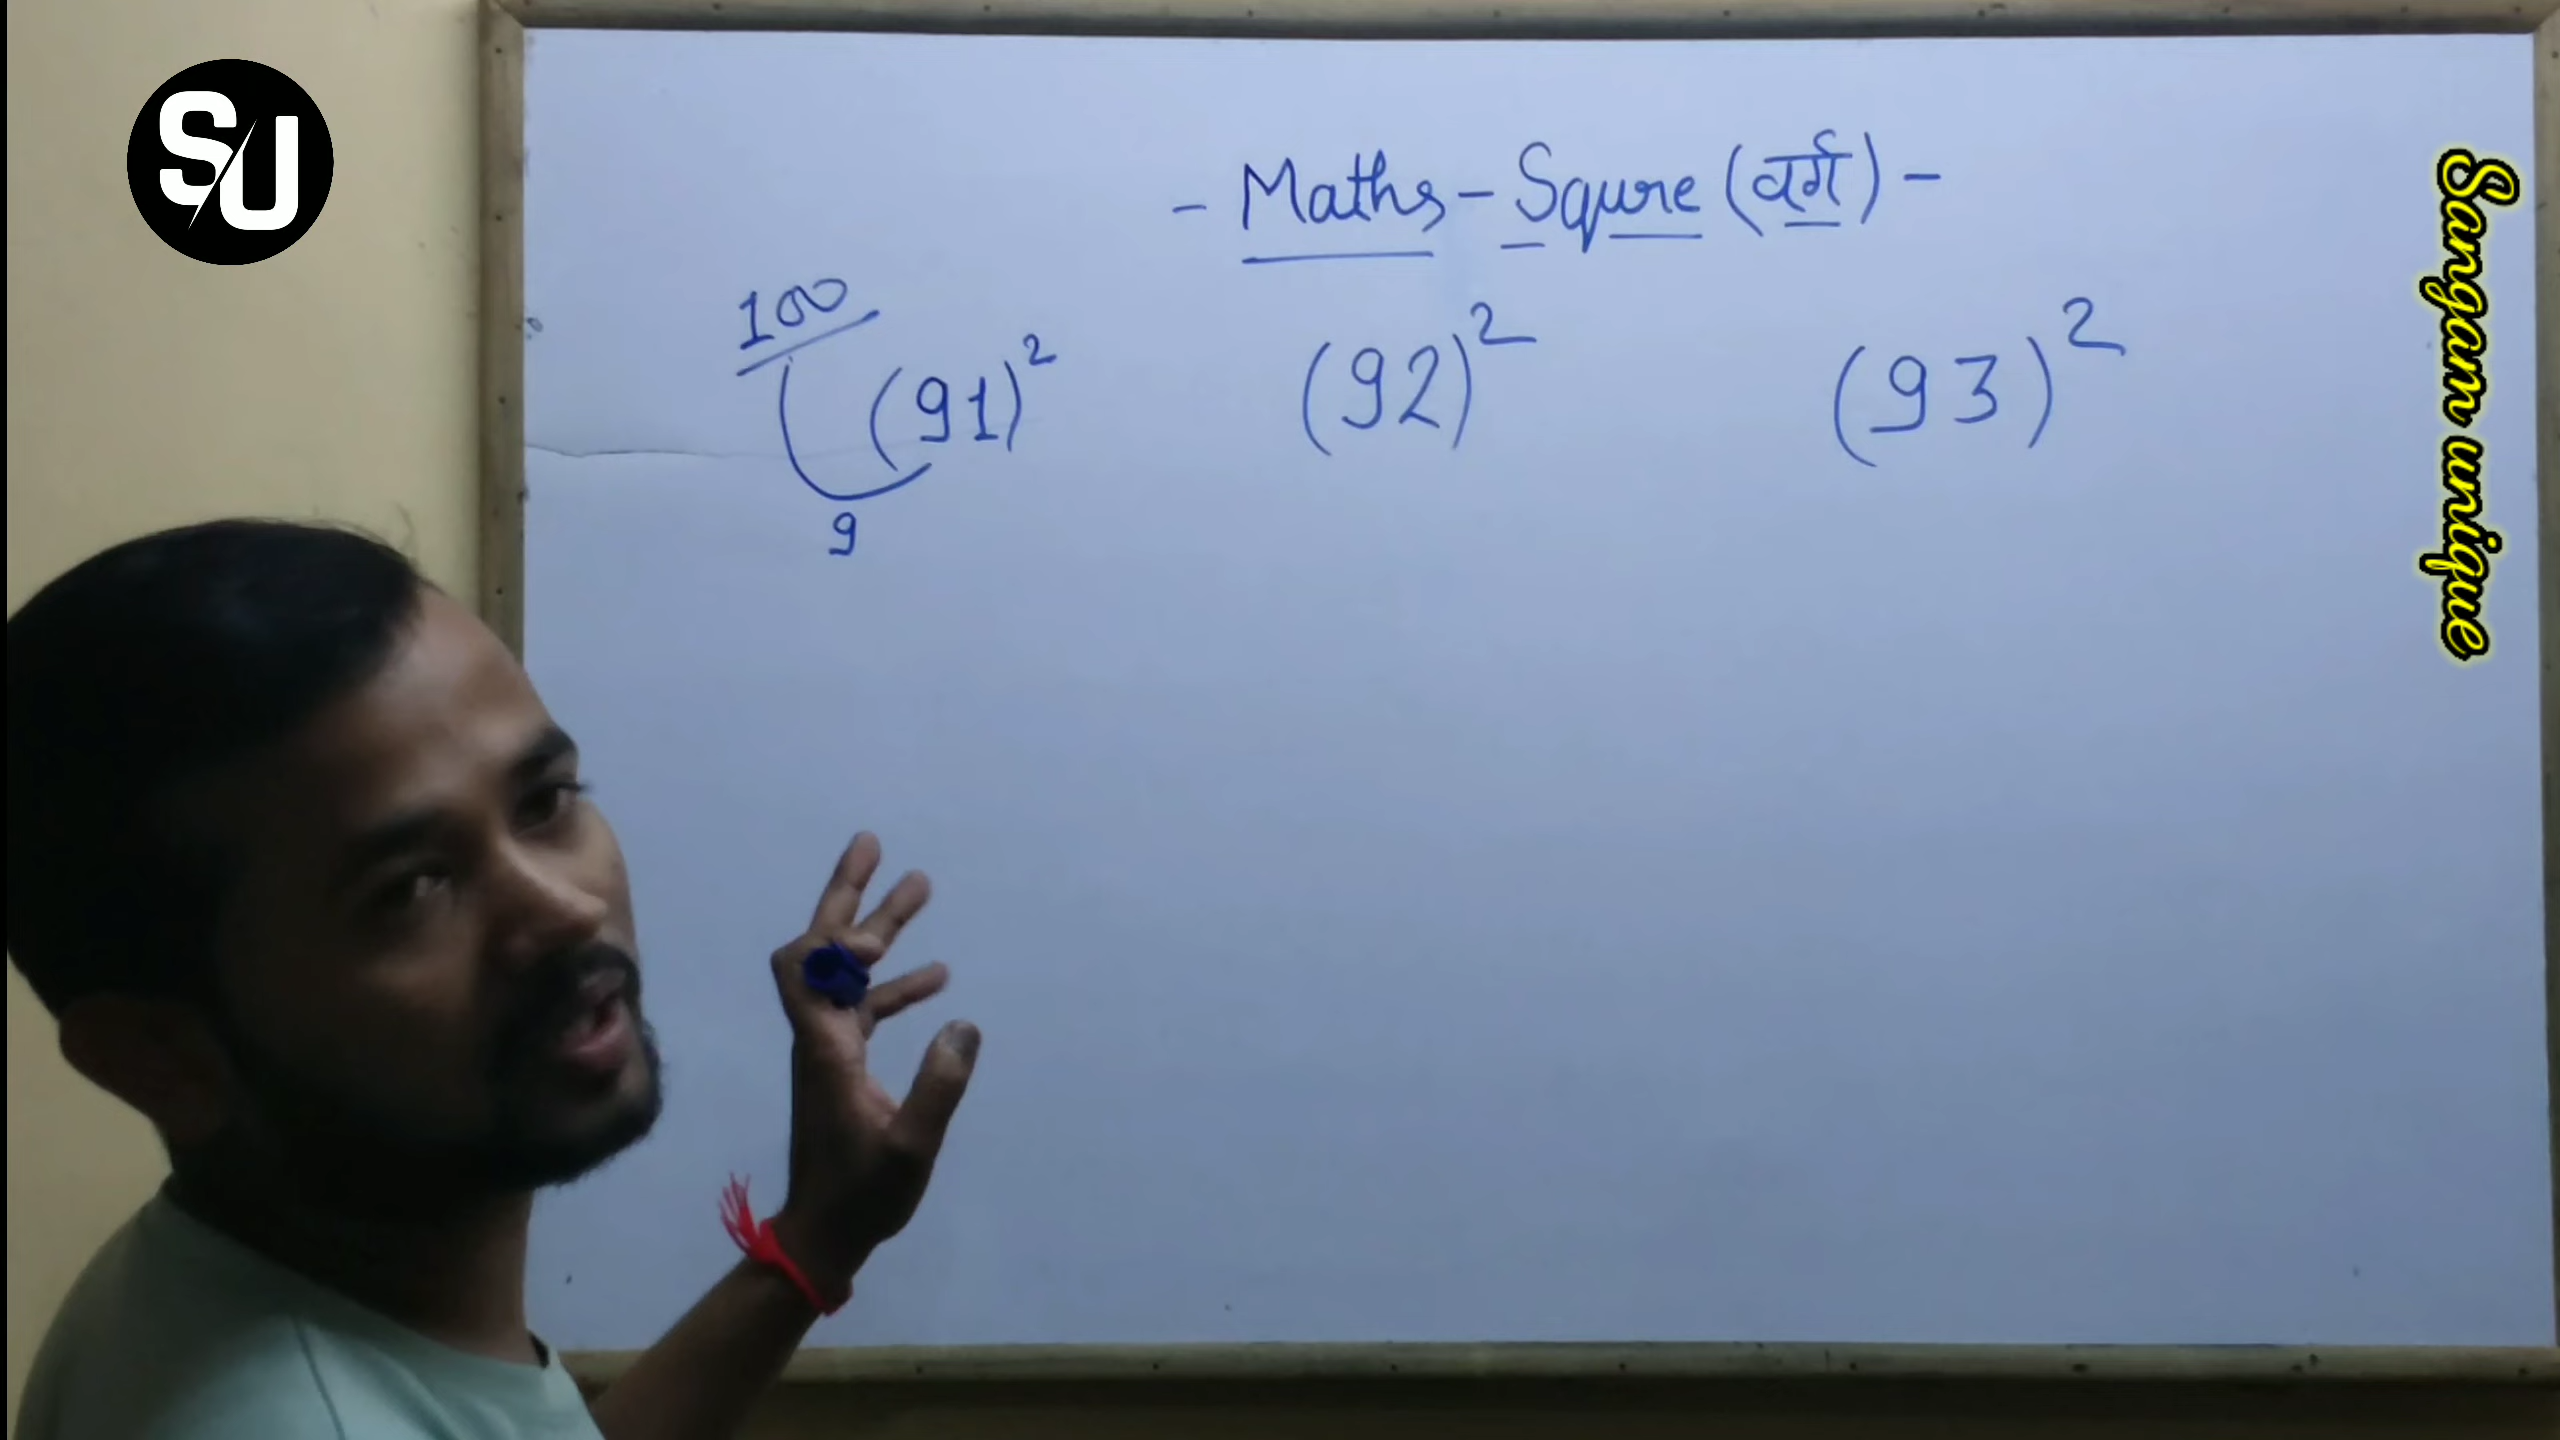 SU
- Maths - Squre (वर्ग) -
100
(91)² (92)² (93)²
9
Sangam unique